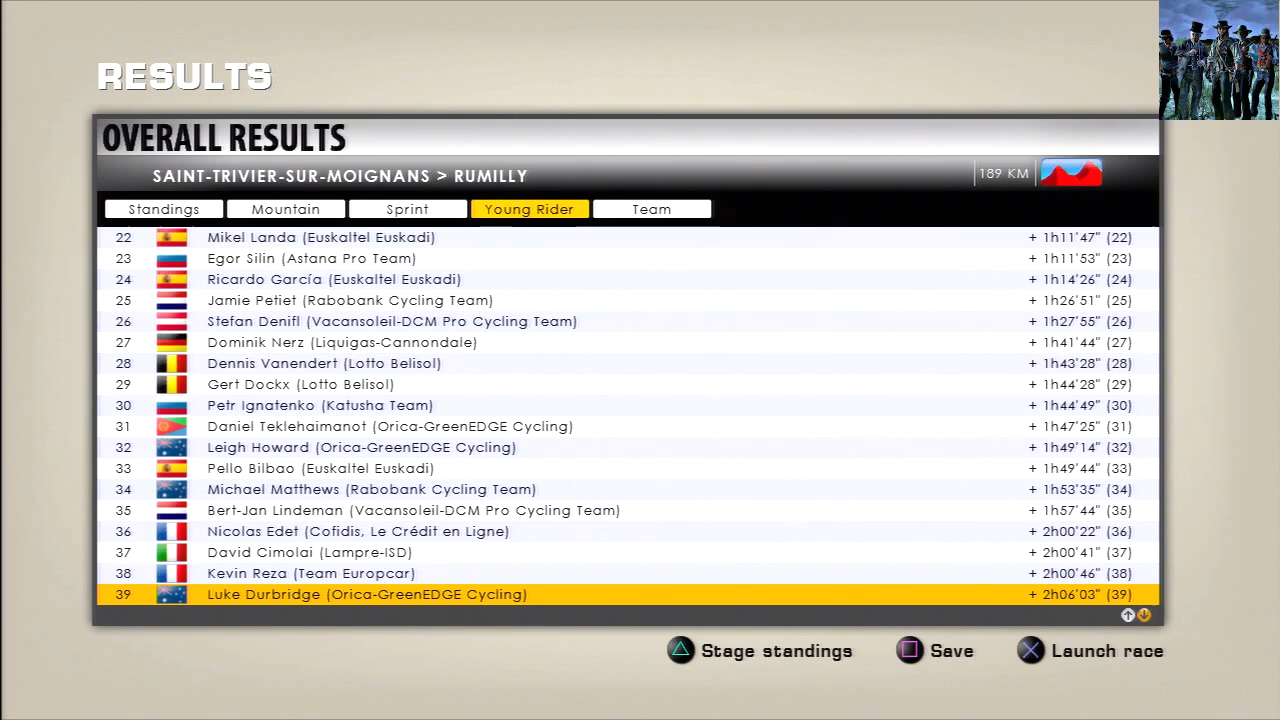 RESULTS
OVERALL RESULTS
SAINT-TRIVIER-SUR-MOIGNANS > RUMILLY 189 KM
Standings Mountain Sprint Young Rider Team
22 Mikel Landa (Euskaltel Euskadi) + 1h11'47" (22)
23 Egor Silin (Astana Pro Team) + 1h11'53" (23)
24 Ricardo García (Euskaltel Euskadi) + 1h14'26" (24)
25 Jamie Petiet (Rabobank Cycling Team) + 1h26'51" (25)
26 Stefan Denifl (Vacansoleil-DCM Pro Cycling Team) + 1h27'55" (26)
27 Dominik Nerz (Liquigas-Cannondale) + 1h41'44" (27)
28 Dennis Vanendert (Lotto Belisol) + 1h43'28" (28)
29 Gert Dockx (Lotto Belisol) + 1h44'28" (29)
30 Petr Ignatenko (Katusha Team) + 1h44'49" (30)
31 Daniel Teklehaimanot (Orica-GreenEDGE Cycling) + 1h47'25" (31)
32 Leigh Howard (Orica-GreenEDGE Cycling) + 1h49'14" (32)
33 Pello Bilbao (Euskaltel Euskadi) + 1h49'44" (33)
34 Michael Matthews (Rabobank Cycling Team) + 1h53'35" (34)
35 Bert-Jan Lindeman (Vacansoleil-DCM Pro Cycling Team) + 1h57'44" (35)
36 Nicolas Edet (Cofidis, Le Crédit en Ligne) + 2h00'22" (36)
37 David Cimolai (Lampre-ISD) + 2h00'41" (37)
38 Kevin Reza (Team Europcar) + 2h00'46" (38)
39 Luke Durbridge (Orica-GreenEDGE Cycling) + 2h06'03" (39)
Stage standings Save Launch race